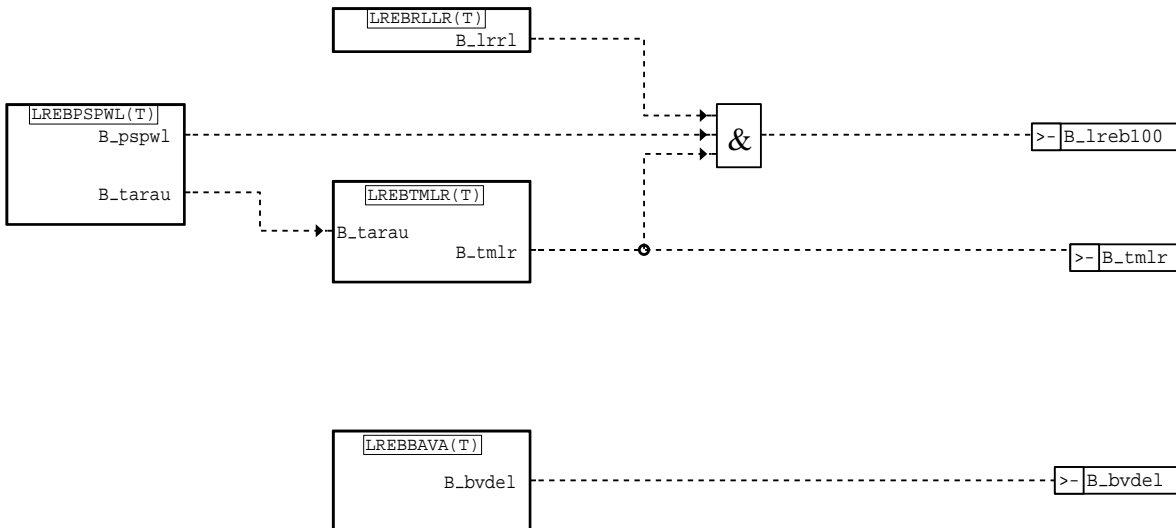 LREBRLLR(T)
B_lrrl
LREBPSPWL(T)
B_pspwl
&
>- B_lreb100
B_tarau
LREBTMLR(T)
B_tarau
B_tmlr
>- B_tmlr
LREBBAVA(T)
B_bvdel
>- B_bvdel